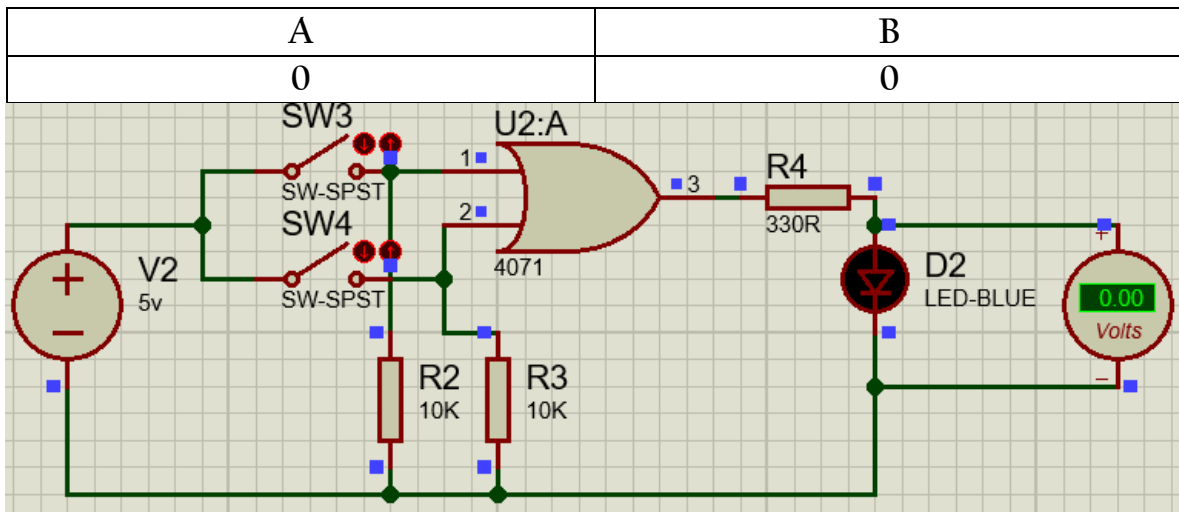 A B
0 0
SW3
U2:A
1
SW-SPST
SW4
2
3
R4
330R
4071
V2
5v
SW-SPST
D2
LED-BLUE
+
0.00
Volts
R2
10K
R3
10K